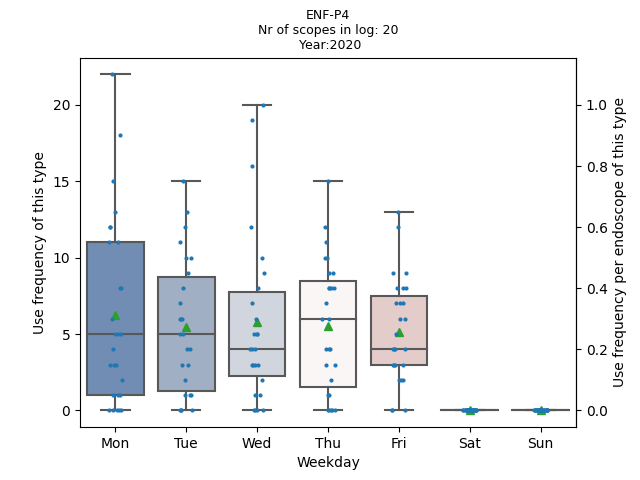 ENF-P4
Nr of scopes in log: 20
Year:2020
Use frequency of this type
20
15
10
5
0
1.0
0.8
0.6
0.4
0.2
0.0
Use frequency per endoscope of this type
Mon Tue Wed Thu Fri Sat Sun
Weekday